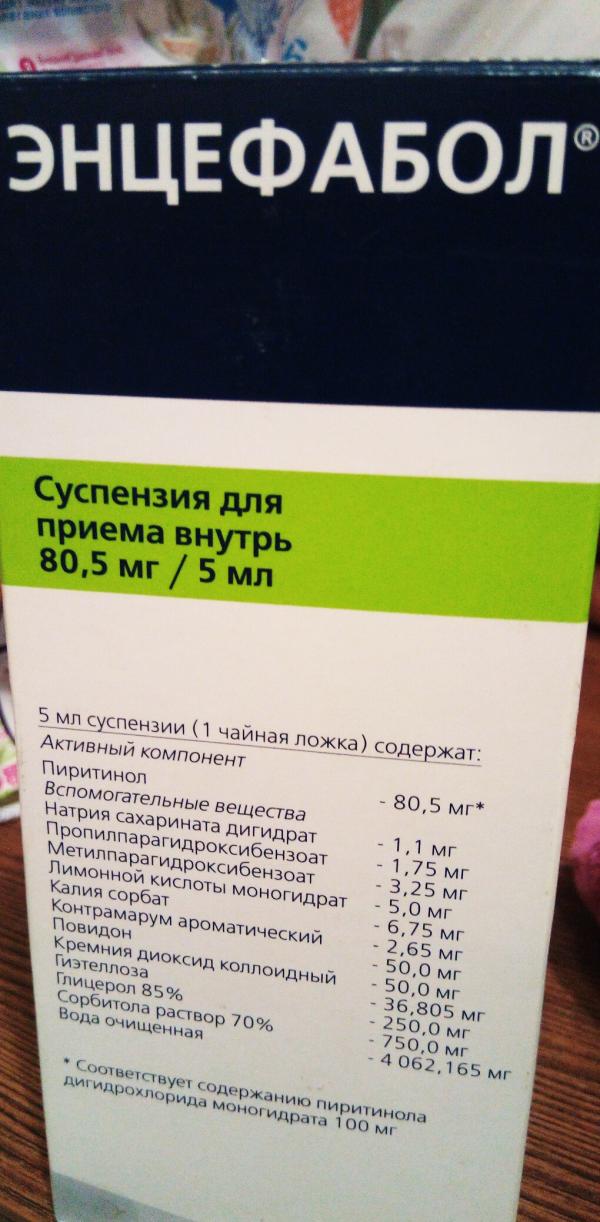 ЭНЦЕФАБОЛ®
Суспензия для
приема внутрь
80,5 мг / 5 мл
5 мл суспензии (1 чайная ложка) содержат:
Активный компонент
Пиритинол - 80,5 мг*
Вспомогательные вещества
Натрия сахарината дигидрат - 1,1 мг
Пропилпарагидроксибензоат - 1,75 мг
Метилпарагидроксибензоат - 3,25 мг
Лимонной кислоты моногидрат - 5,0 мг
Калия сорбат - 6,75 мг
Контрамарум ароматический - 2,65 мг
Повидон - 50,0 мг
Кремния диоксид коллоидный - 50,0 мг
Гиэтеллоза - 36,805 мг
Глицерол 85% - 250,0 мг
Сорбитола раствор 70% - 750,0 мг
Вода очищенная - 4 062,165 мг
* Соответствует содержанию пиритинола
дигидрохлорида моногидрата 100 мг